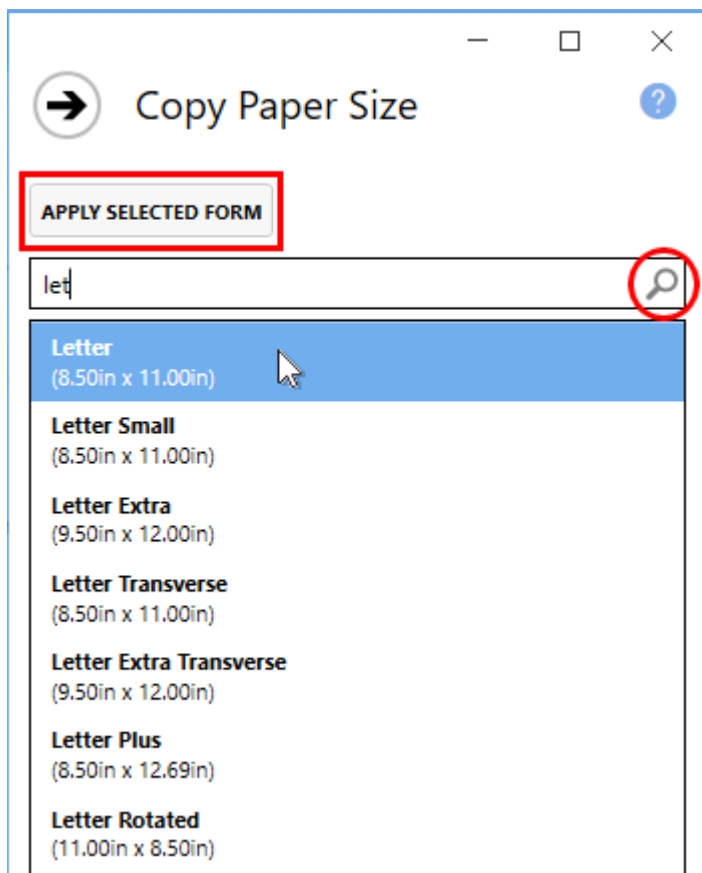 Copy Paper Size
?
APPLY SELECTED FORM
let
Letter
(8.50in x 11.00in)
Letter Small
(8.50in x 11.00in)
Letter Extra
(9.50in x 12.00in)
Letter Transverse
(8.50in x 11.00in)
Letter Extra Transverse
(9.50in x 12.00in)
Letter Plus
(8.50in x 12.69in)
Letter Rotated
(11.00in x 8.50in)